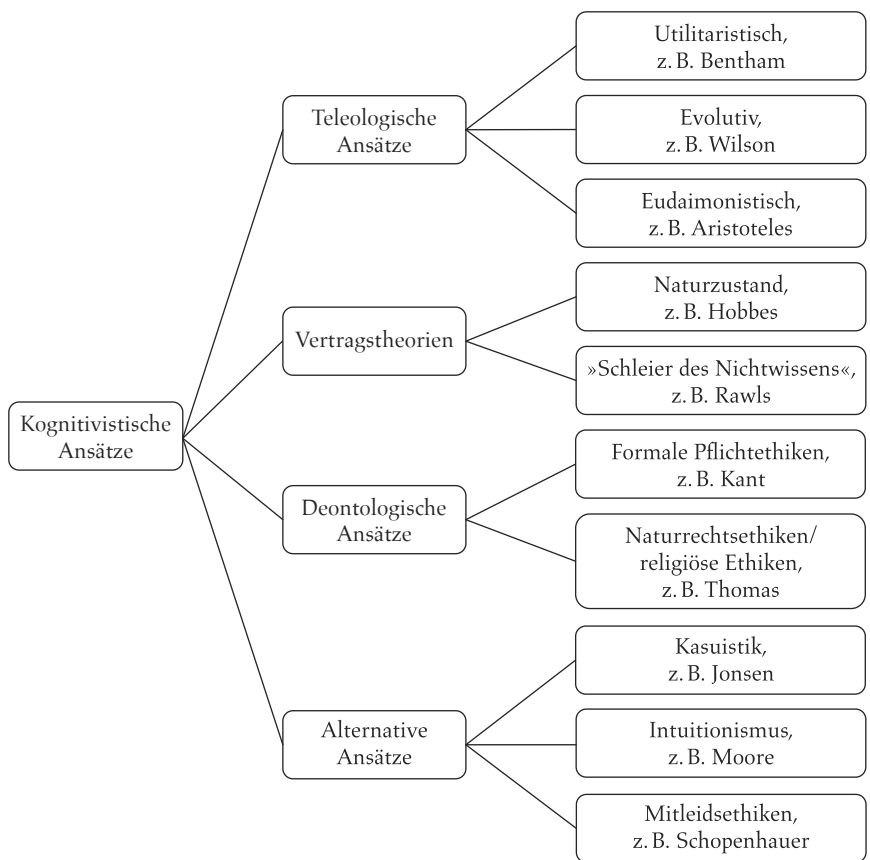 Kognitivistische
Ansätze
Teleologische
Ansätze
Utilitaristisch,
z. B. Bentham
Evolutiv,
z. B. Wilson
Eudaimonistisch,
z. B. Aristoteles
Vertragstheorien
Naturzustand,
z. B. Hobbes
»Schleier des Nichtwissens«,
z. B. Rawls
Deontologische
Ansätze
Formale Pflichtethiken,
z. B. Kant
Naturrechtsethiken/
religiöse Ethiken,
z. B. Thomas
Alternative
Ansätze
Kasuistik,
z. B. Jonsen
Intuitionismus,
z. B. Moore
Mitleidsethiken,
z. B. Schopenhauer